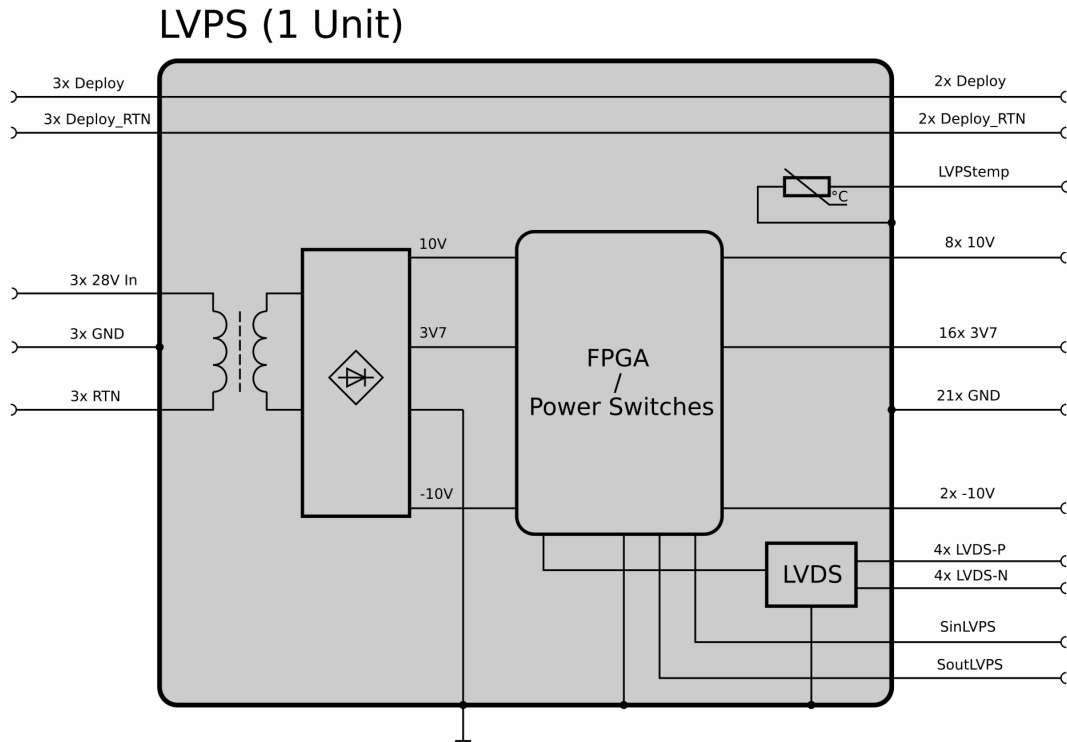 LVPS (1 Unit)
3x Deploy
2x Deploy
3x Deploy_RTN
2x Deploy_RTN
LVPStemp
°C
10V
8x 10V
3x 28V In
3x GND
3V7
16x 3V7
FPGA
/
Power Switches
3x RTN
21x GND
-10V
2x -10V
4x LVDS-P
LVDS
4x LVDS-N
SinLVPS
SoutLVPS